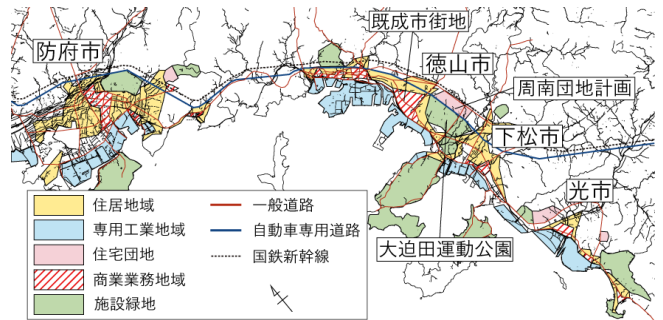 既成市街地
防府市
徳山市
周南団地計画
下松市
光市
大迫田運動公園
住居地域
専用工業地域
住宅団地
商業業務地域
施設緑地
一般道路
自動車専用道路
国鉄新幹線